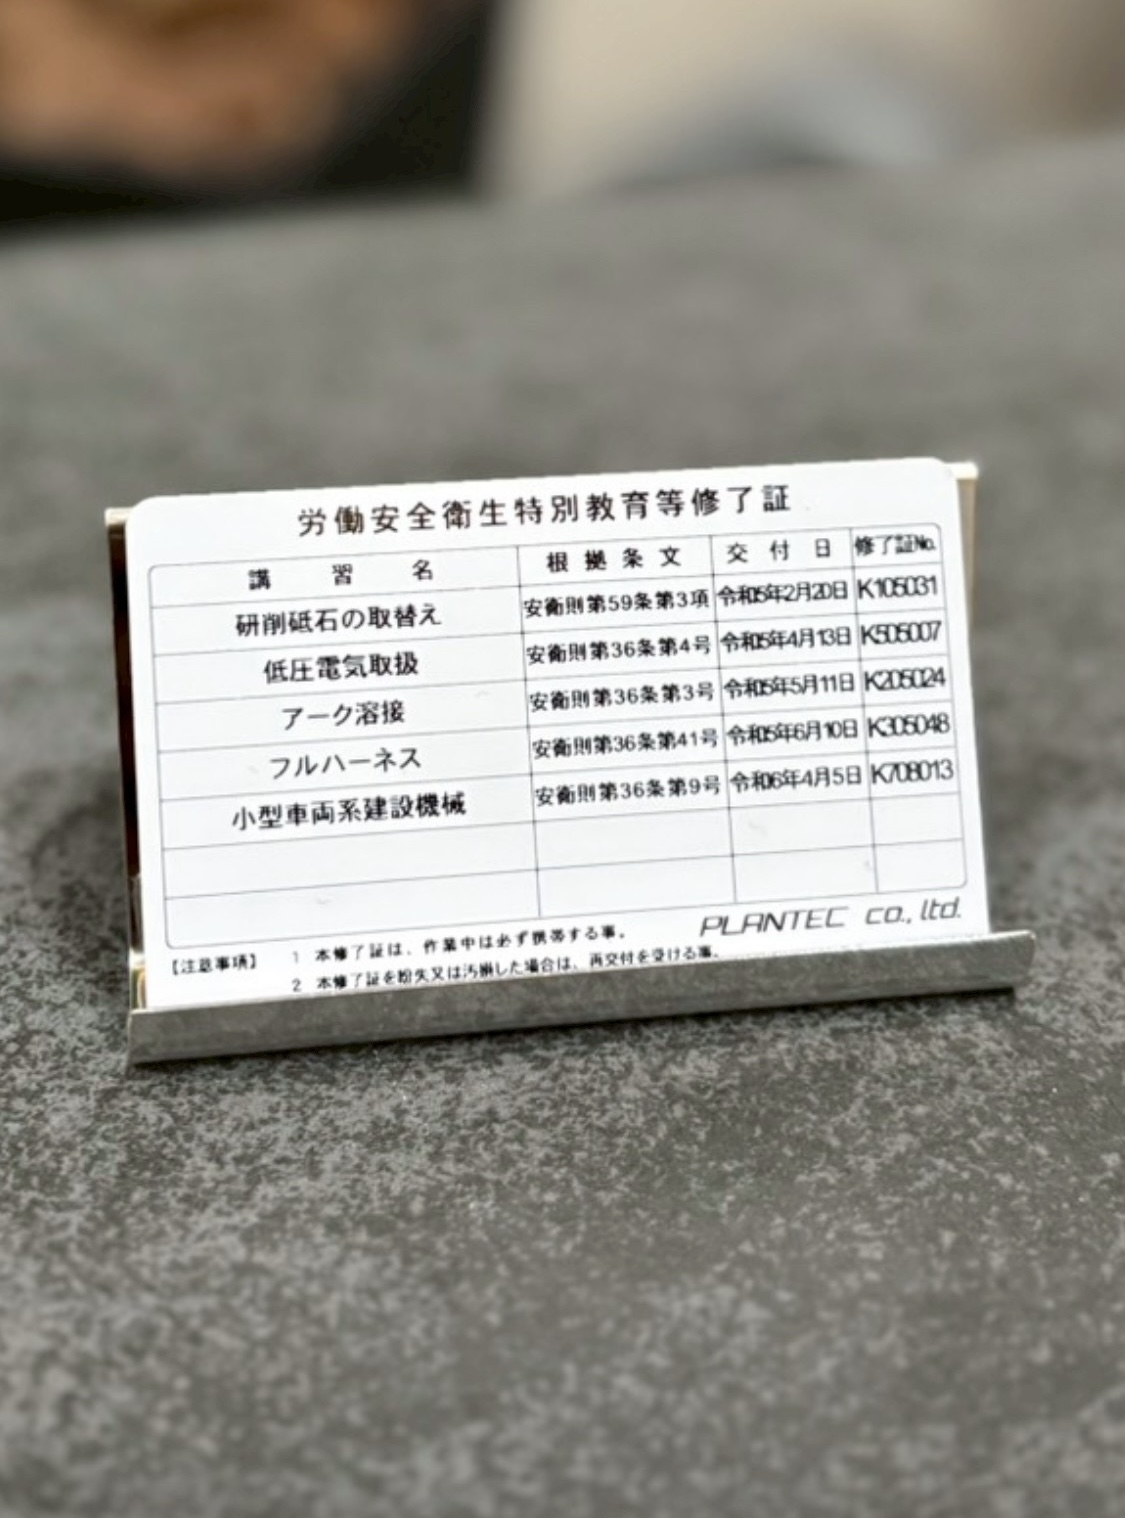 労働安全衛生特別教育等修了証
講習名 根拠条文 交付日 修了証No.
研削砥石の取替え 安衛則第59条第3項 令和5年2月20日 K105031
低圧電気取扱 安衛則第36条第4号 令和5年4月13日 K505007
アーク溶接 安衛則第36条第3号 令和5年5月11日 K205024
フルハーネス 安衛則第36条第41号 令和5年6月10日 K305048
小型車両系建設機械 安衛則第36条第9号 令和6年4月5日 K708013
PLANTEC co., ltd.
【注意事項】 1 本修了証は、作業中は必ず携帯する事。
2 本修了証を紛失又は汚損した場合は、再交付を受ける事。